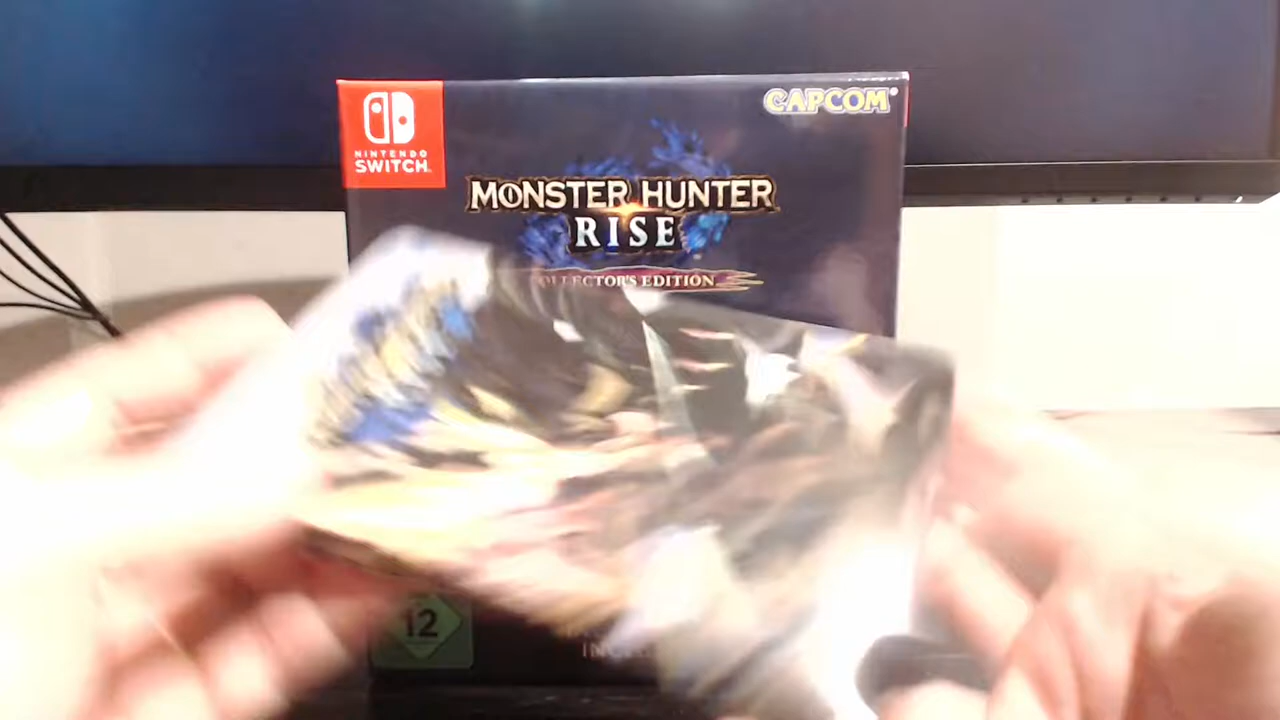 NINTENDO
SWITCH
CAPCOM
MONSTER HUNTER
RISE
COLLECTOR'S EDITION
12